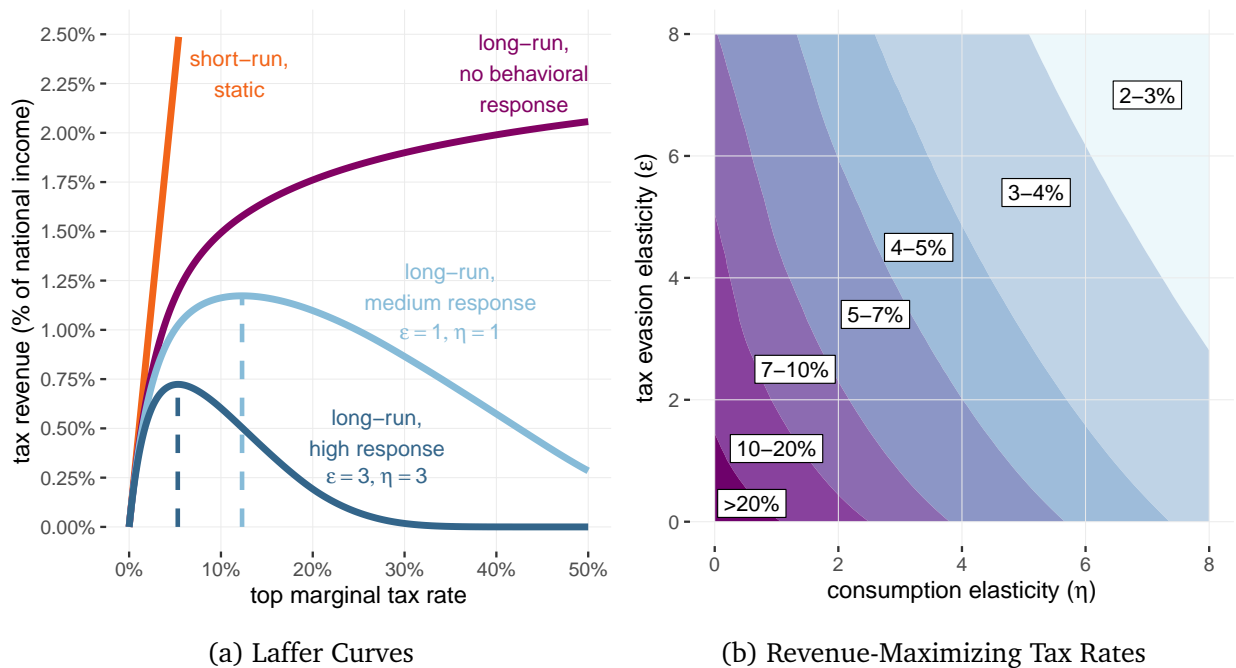 2.50%
2.25%
2.00%
1.75%
1.50%
1.25%
1.00%
0.75%
0.50%
0.25%
0.00%
tax revenue (% of national income)
short−run,
static
long−run,
no behavioral
response
long−run,
medium response
ε = 1, η = 1
long−run,
high response
ε = 3, η = 3
0% 10% 20% 30% 40% 50%
top marginal tax rate
(a) Laffer Curves
8
6
4
2
0
tax evasion elasticity (ε)
2−3%
3−4%
4−5%
5−7%
7−10%
10−20%
>20%
0 2 4 6 8
consumption elasticity (η)
(b) Revenue-Maximizing Tax Rates